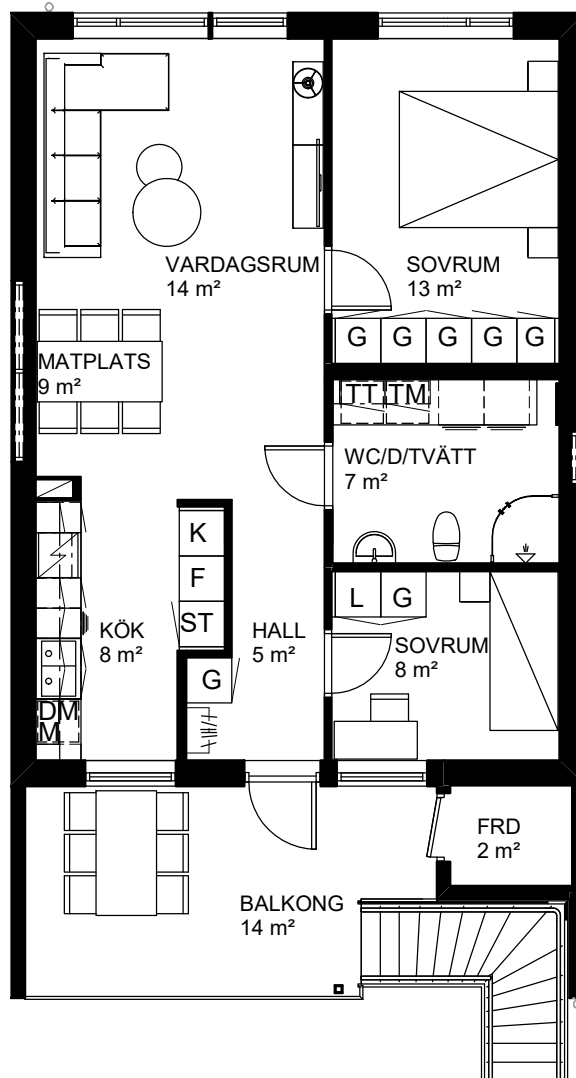 VARDAGSRUM
14 m²
SOVRUM
13 m²
G G G G G
MATPLATS
9 m²
TT TM
WC/D/TVÄTT
7 m²
K
F
ST
L G
KÖK
8 m²
HALL
5 m²
SOVRUM
8 m²
G
DM
M
FRD
2 m²
BALKONG
14 m²